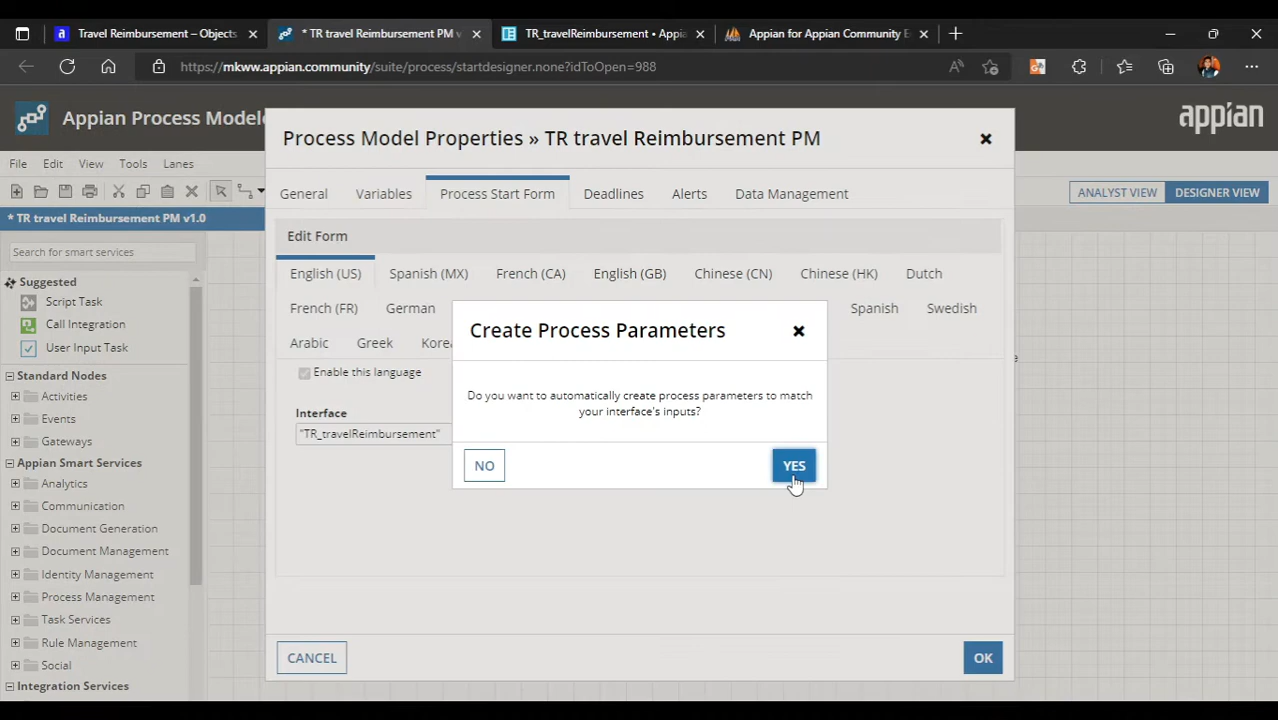 Travel Reimbursement – Objects
* TR travel Reimbursement PM v
TR_travelReimbursement • Appia
Appian for Appian Community E
https://mkww.appian.community/suite/process/startdesigner.none?idToOpen=988
Appian Process Modele
appian
File Edit View Tools Lanes
ANALYST VIEW DESIGNER VIEW
* TR travel Reimbursement PM v1.0
Search for smart services
Suggested
Script Task
Call Integration
User Input Task
Standard Nodes
Activities
Events
Gateways
Appian Smart Services
Analytics
Communication
Document Generation
Document Management
Identity Management
Process Management
Task Services
Rule Management
Social
Integration Services
Process Model Properties » TR travel Reimbursement PM
General Variables Process Start Form Deadlines Alerts Data Management
Edit Form
English (US) Spanish (MX) French (CA) English (GB) Chinese (CN) Chinese (HK) Dutch
French (FR) German Spanish Swedish
Arabic Greek Korea
Enable this language
Interface
"TR_travelReimbursement"
Create Process Parameters
Do you want to automatically create process parameters to match
your interface's inputs?
NO YES
CANCEL OK